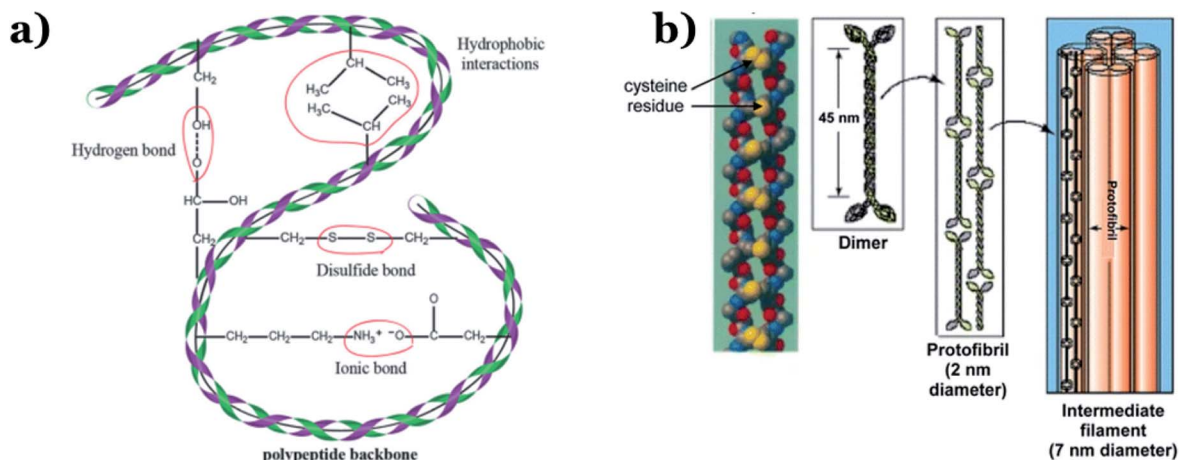 a)
Hydrophobic
interactions
CH
CH₃
H₃C
CH₃
H₃C
CH
CH₂
OH
O
Hydrogen bond
HC
OH
CH₂
CH₂
S
S
CH₂
Disulfide bond
O
CH₂
CH₂
CH₂
NH₃⁺
⁻O
C
CH₂
Ionic bond
polypeptide backbone
b)
cysteine
residue
45 nm
Dimer
Protofibril
(2 nm
diameter)
Protofibril
Intermediate
filament
(7 nm diameter)